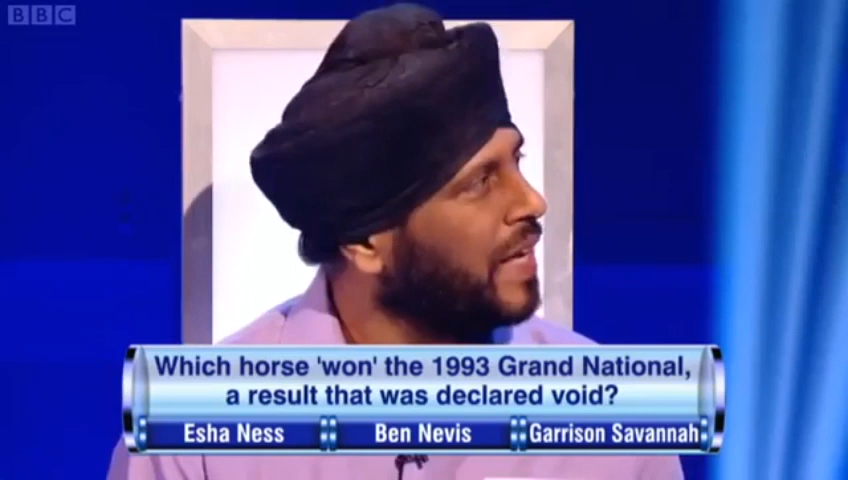 BBC
Which horse 'won' the 1993 Grand National,
a result that was declared void?
Esha Ness Ben Nevis Garrison Savannah